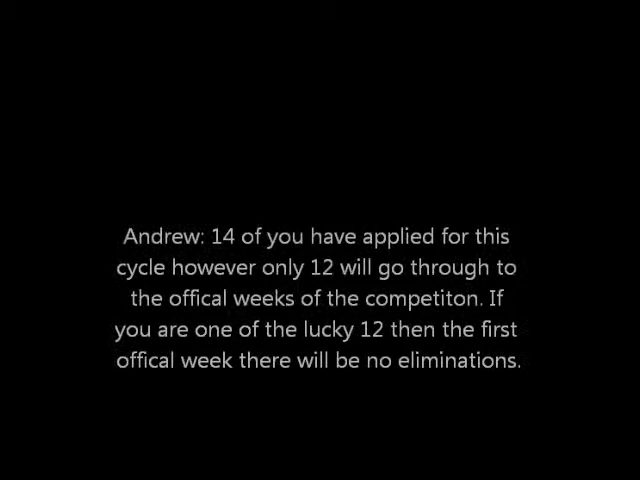 Andrew: 14 of you have applied for this
cycle however only 12 will go through to
the offical weeks of the competiton. If
you are one of the lucky 12 then the first
offical week there will be no eliminations.